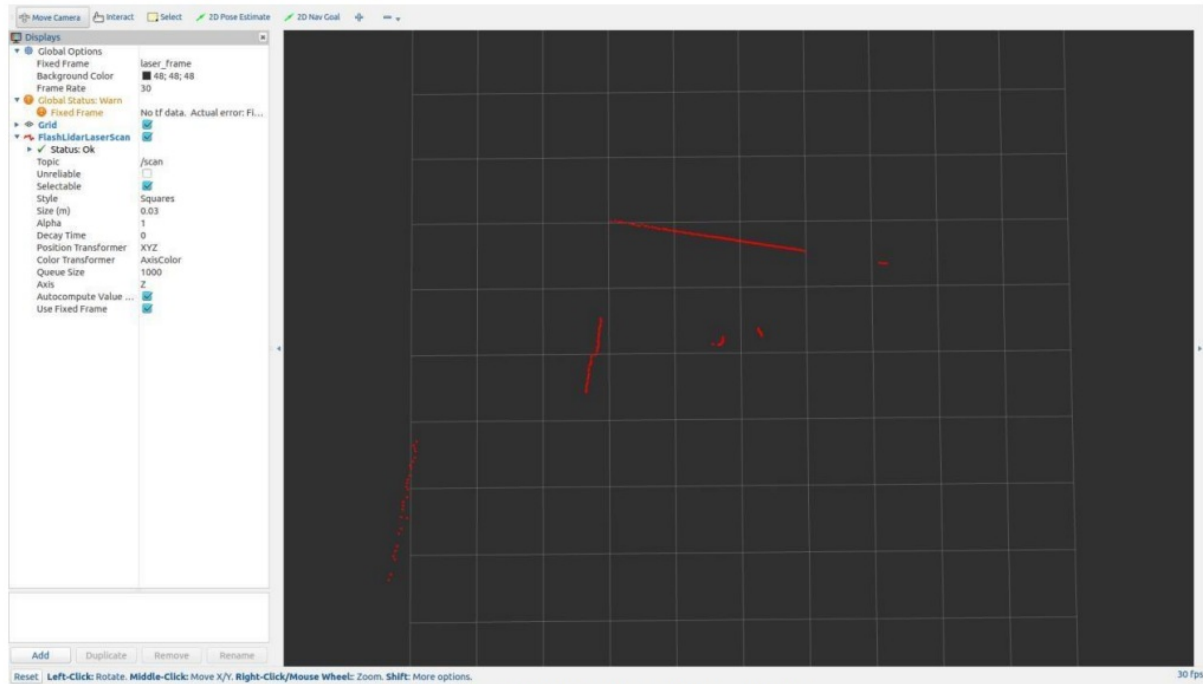 Move Camera Interact Select 2D Pose Estimate 2D Nav Goal
Displays
Global Options
Fixed Frame laser_frame
Background Color 48; 48; 48
Frame Rate 30
Global Status: Warn
Fixed Frame No tf data. Actual error: Fi...
Grid
FlashLidarLaserScan
Status: Ok
Topic /scan
Unreliable
Selectable
Style Squares
Size (m) 0.03
Alpha 1
Decay Time 0
Position Transformer XYZ
Color Transformer AxisColor
Queue Size 1000
Axis Z
Autocompute Value ...
Use Fixed Frame
Add Duplicate Remove Rename
Reset Left-Click: Rotate. Middle-Click: Move X/Y. Right-Click/Mouse Wheel: Zoom. Shift: More options. 30 fps